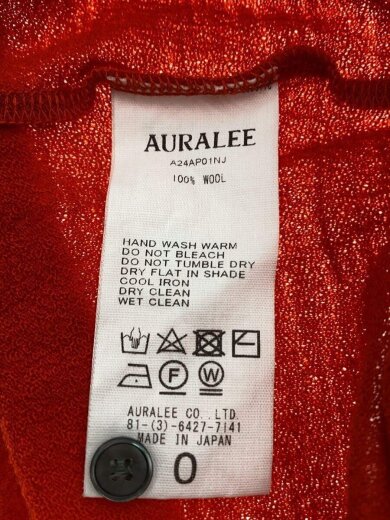 AURALEE
A24AP01NJ
100% WOOL
HAND WASH WARM
DO NOT BLEACH
DO NOT TUMBLE DRY
DRY FLAT IN SHADE
COOL IRON
DRY CLEAN
WET CLEAN
F W
AURALEE CO.,LTD.
81-(3)-6427-7141
MADE IN JAPAN
0